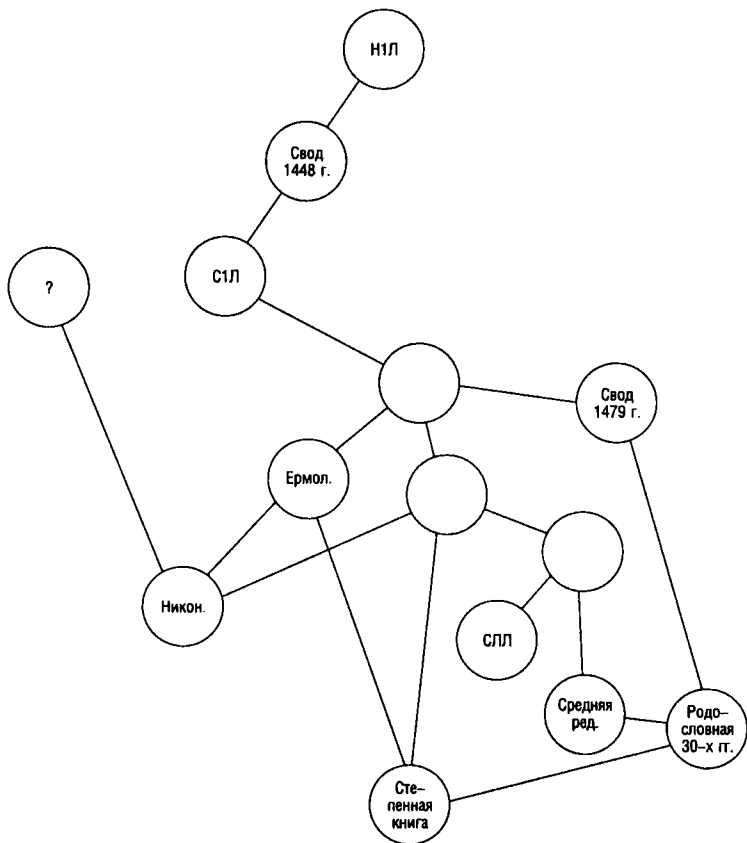 Н1Л
Свод
1448 г.
С1Л
?
Свод
1479 г.
Ермол.
Никон.
СЛЛ
Средняя
ред.
Родо-
словная
30-х гг.
Сте-
пенная
книга